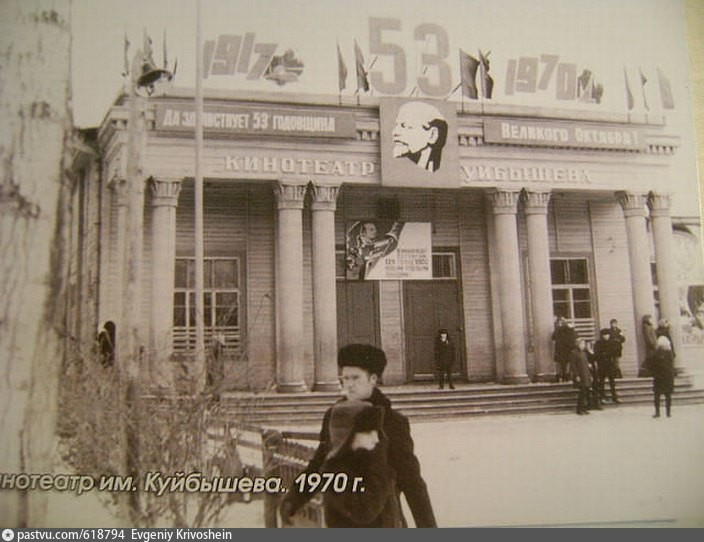 1917 53 1970
ДА ЗДРАВСТВУЕТ 53 ГОДОВЩИНА ВЕЛИКОГО ОКТЯБРЯ!
КИНОТЕАТР КУЙБЫШЕВА
инотеатр им. Куйбышева. 1970 г.
pastvu.com/618794 Evgeniy Krivoshein